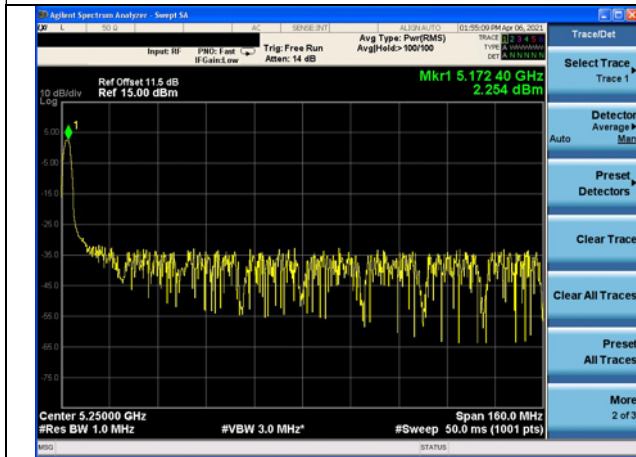 Agilent Spectrum Analyzer - Swept SA
L 50 Ω AC SENSE:INT ALIGNAUTO 01:55:09 PM Apr 06, 2021
Input: RF PNO: Fast Trig: Free Run Avg Type: Pwr(RMS) TRACE 1 2 3 4 5 6
IFGain:Low Atten: 14 dB Avg|Hold:> 100/100 TYPE A WWWWW
DET A N N N N N
Mkr1 5.172 40 GHz
2.254 dBm
Ref Offset 11.5 dB
10 dB/div Ref 15.00 dBm
Log
1
5.00
-5.00
-15.0
-25.0
-35.0
-45.0
-55.0
-65.0
-75.0
Center 5.25000 GHz Span 160.0 MHz
#Res BW 1.0 MHz #VBW 3.0 MHz* #Sweep 50.0 ms (1001 pts)
MSG STATUS
Trace/Det
Select Trace
Trace 1
Detector
Average
Auto Man
Preset
Detectors
Clear Trace
Clear All Traces
Preset
All Traces
More
2 of 3